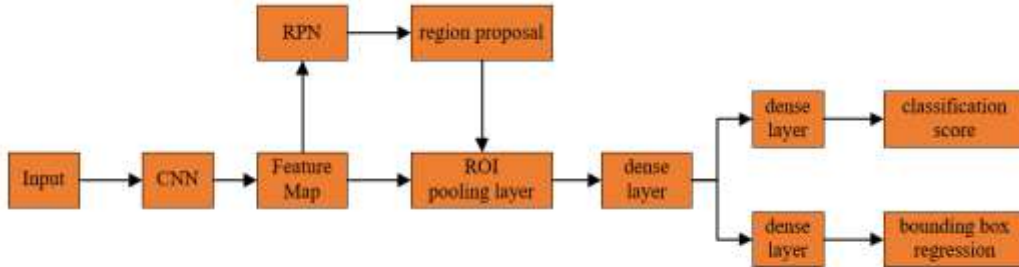 RPN
region proposal
dense
layer
classification
score
Input
CNN
Feature
Map
ROI
pooling layer
dense
layer
dense
layer
bounding box
regression